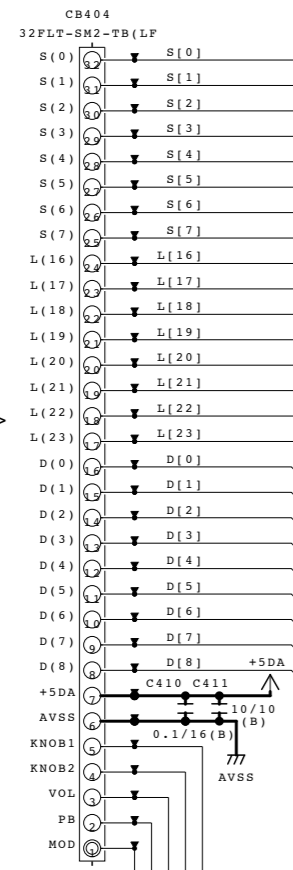 CB404
32FLT-SM2-TB(LF
S(0) 32 S[0]
S(1) 31 S[1]
S(2) 30 S[2]
S(3) 29 S[3]
S(4) 28 S[4]
S(5) 27 S[5]
S(6) 26 S[6]
S(7) 25 S[7]
L(16) 24 L[16]
L(17) 23 L[17]
L(18) 22 L[18]
L(19) 21 L[19]
L(20) 20 L[20]
L(21) 19 L[21]
L(22) 18 L[22]
L(23) 17 L[23]
D(0) 16 D[0]
D(1) 15 D[1]
D(2) 14 D[2]
D(3) 13 D[3]
D(4) 12 D[4]
D(5) 11 D[5]
D(6) 10 D[6]
D(7) 9 D[7]
D(8) 8 D[8] +5DA
+5DA 7 C410 C411
10/10
AVSS 6 (B)
0.1/16(B)
KNOB1 5
AVSS
KNOB2 4
VOL 3
PB 2
MOD 1